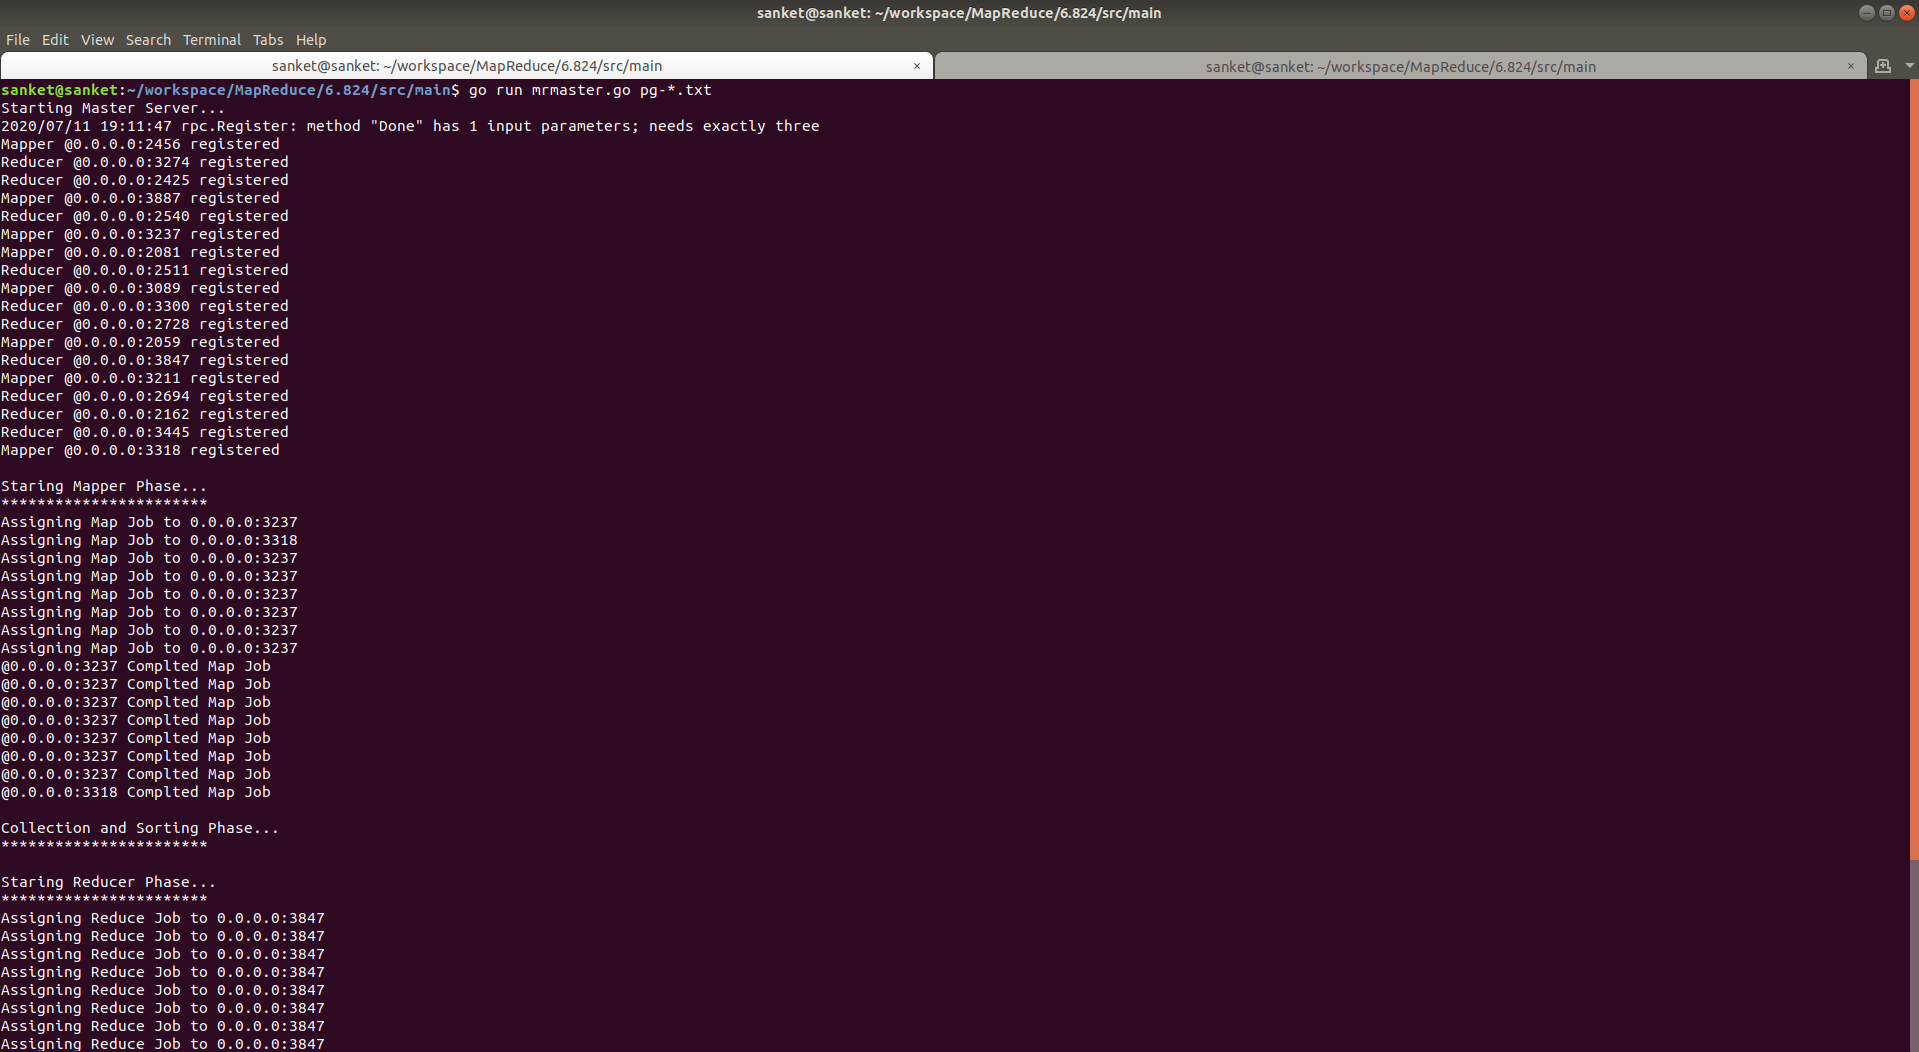 sanket@sanket: ~/workspace/MapReduce/6.824/src/main
File Edit View Search Terminal Tabs Help
sanket@sanket: ~/workspace/MapReduce/6.824/src/main × sanket@sanket: ~/workspace/MapReduce/6.824/src/main ×
sanket@sanket:~/workspace/MapReduce/6.824/src/main$ go run mrmaster.go pg-*.txt
Starting Master Server...
2020/07/11 19:11:47 rpc.Register: method "Done" has 1 input parameters; needs exactly three
Mapper @0.0.0.0:2456 registered
Reducer @0.0.0.0:3274 registered
Reducer @0.0.0.0:2425 registered
Mapper @0.0.0.0:3887 registered
Reducer @0.0.0.0:2540 registered
Mapper @0.0.0.0:3237 registered
Mapper @0.0.0.0:2081 registered
Reducer @0.0.0.0:2511 registered
Mapper @0.0.0.0:3089 registered
Reducer @0.0.0.0:3300 registered
Reducer @0.0.0.0:2728 registered
Mapper @0.0.0.0:2059 registered
Reducer @0.0.0.0:3847 registered
Mapper @0.0.0.0:3211 registered
Reducer @0.0.0.0:2694 registered
Reducer @0.0.0.0:2162 registered
Reducer @0.0.0.0:3445 registered
Mapper @0.0.0.0:3318 registered
Staring Mapper Phase...
***********************
Assigning Map Job to 0.0.0.0:3237
Assigning Map Job to 0.0.0.0:3318
Assigning Map Job to 0.0.0.0:3237
Assigning Map Job to 0.0.0.0:3237
Assigning Map Job to 0.0.0.0:3237
Assigning Map Job to 0.0.0.0:3237
Assigning Map Job to 0.0.0.0:3237
Assigning Map Job to 0.0.0.0:3237
@0.0.0.0:3237 Complted Map Job
@0.0.0.0:3237 Complted Map Job
@0.0.0.0:3237 Complted Map Job
@0.0.0.0:3237 Complted Map Job
@0.0.0.0:3237 Complted Map Job
@0.0.0.0:3237 Complted Map Job
@0.0.0.0:3237 Complted Map Job
@0.0.0.0:3318 Complted Map Job
Collection and Sorting Phase...
***********************
Staring Reducer Phase...
***********************
Assigning Reduce Job to 0.0.0.0:3847
Assigning Reduce Job to 0.0.0.0:3847
Assigning Reduce Job to 0.0.0.0:3847
Assigning Reduce Job to 0.0.0.0:3847
Assigning Reduce Job to 0.0.0.0:3847
Assigning Reduce Job to 0.0.0.0:3847
Assigning Reduce Job to 0.0.0.0:3847
Assigning Reduce Job to 0.0.0.0:3847